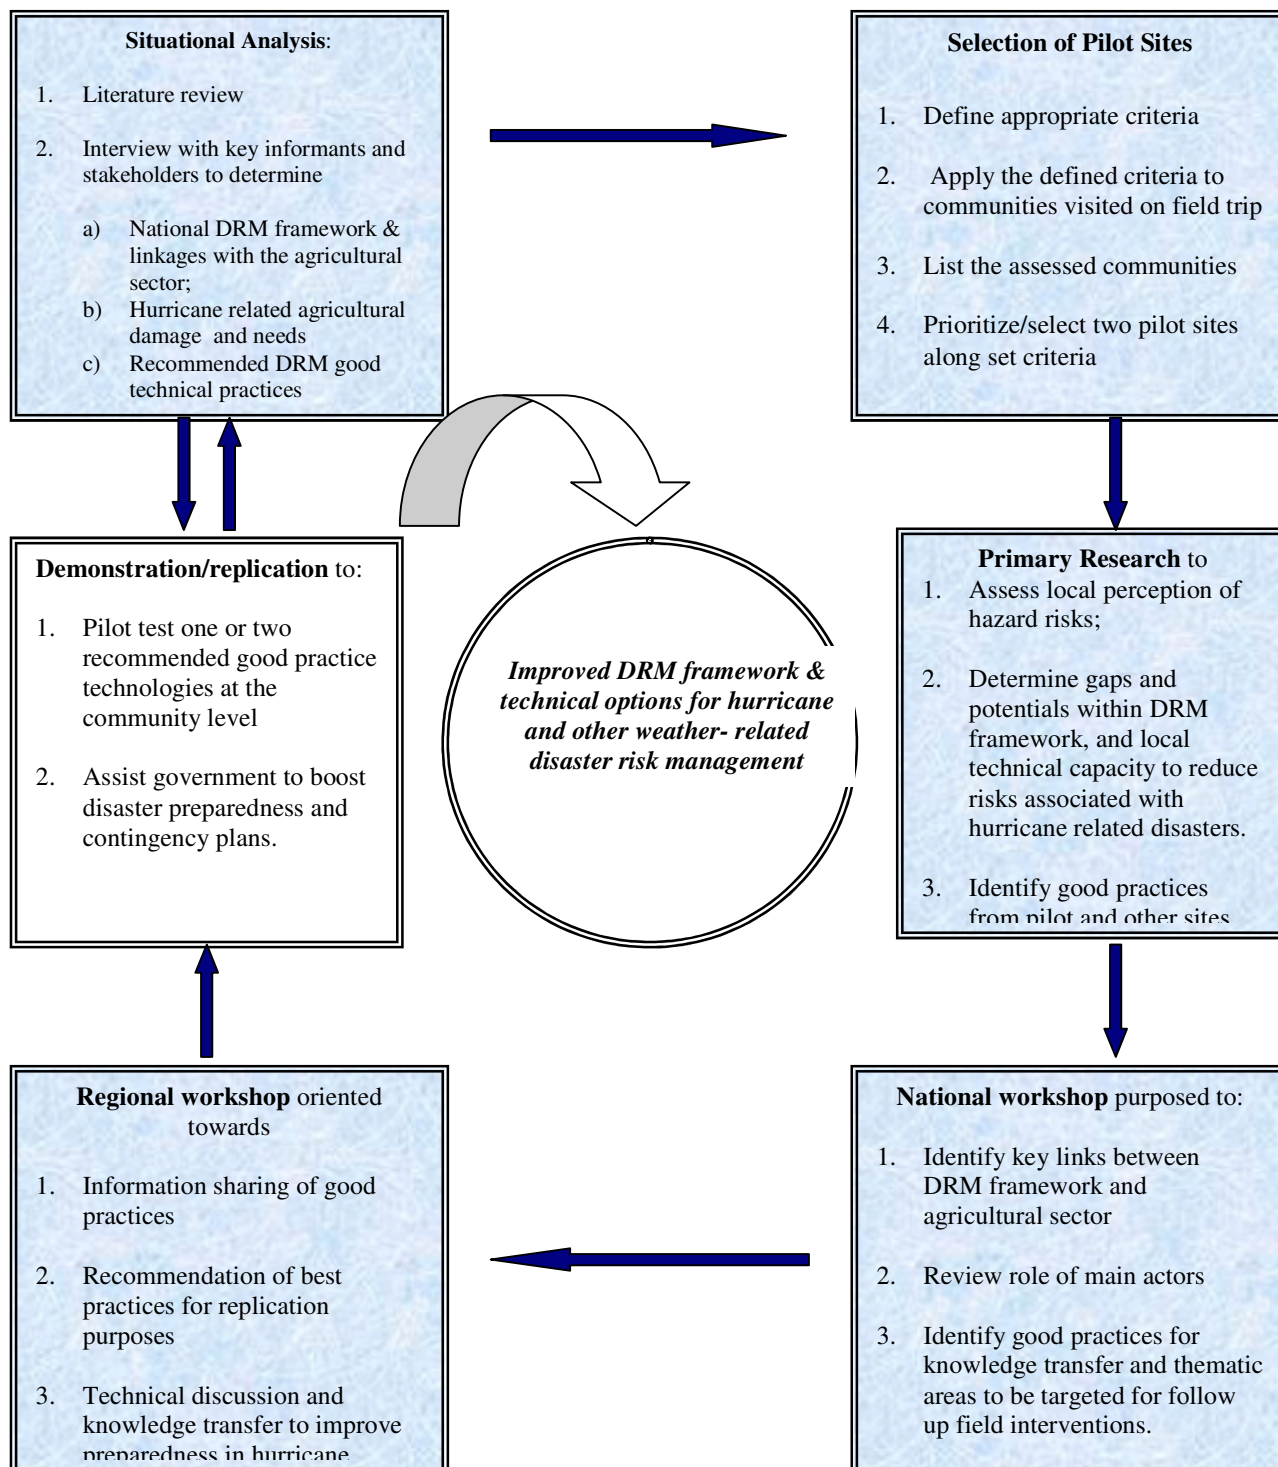 Situational Analysis:
1. Literature review
2. Interview with key informants and
stakeholders to determine
a) National DRM framework &
linkages with the agricultural
sector;
b) Hurricane related agricultural
damage and needs
c) Recommended DRM good
technical practices
Selection of Pilot Sites
1. Define appropriate criteria
2. Apply the defined criteria to
communities visited on field trip
3. List the assessed communities
4. Prioritize/select two pilot sites
along set criteria
Demonstration/replication to:
1. Pilot test one or two
recommended good practice
technologies at the
community level
2. Assist government to boost
disaster preparedness and
contingency plans.
Improved DRM framework &
technical options for hurricane
and other weather- related
disaster risk management
Primary Research to
1. Assess local perception of
hazard risks;
2. Determine gaps and
potentials within DRM
framework, and local
technical capacity to reduce
risks associated with
hurricane related disasters.
3. Identify good practices
from pilot and other sites
Regional workshop oriented
towards
1. Information sharing of good
practices
2. Recommendation of best
practices for replication
purposes
3. Technical discussion and
knowledge transfer to improve
preparedness in hurricane
National workshop purposed to:
1. Identify key links between
DRM framework and
agricultural sector
2. Review role of main actors
3. Identify good practices for
knowledge transfer and thematic
areas to be targeted for follow
up field interventions.